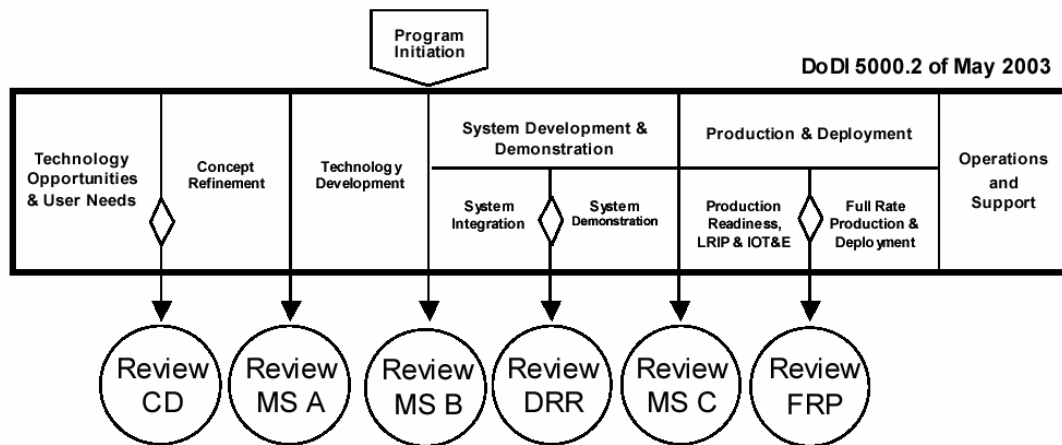 Program
Initiation
DoDI 5000.2 of May 2003
Technology
Opportunities
& User Needs
Concept
Refinement
Technology
Development
System Development &
Demonstration
System
Integration
System
Demonstration
Production & Deployment
Production
Readiness,
LRIP & IOT&E
Full Rate
Production &
Deployment
Operations
and
Support
Review
CD
Review
MS A
Review
MS B
Review
DRR
Review
MS C
Review
FRP